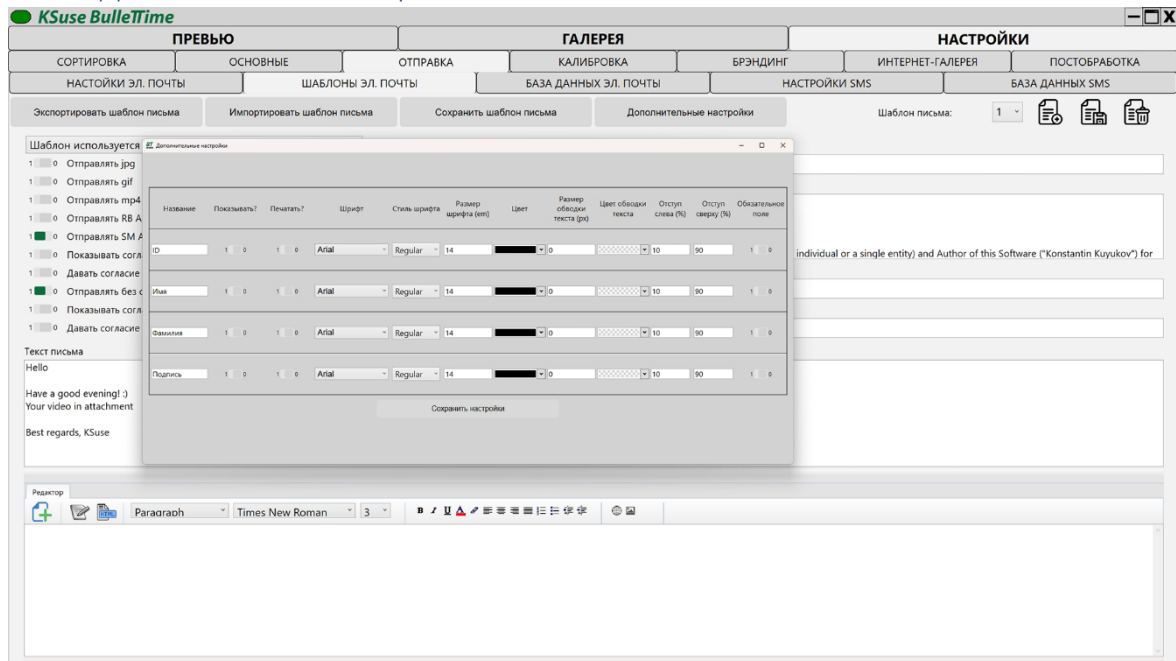 KSuse BulleTime
ПРЕВЬЮ ГАЛЕРЕЯ НАСТРОЙКИ
СОРТИРОВКА ОСНОВНЫЕ ОТПРАВКА КАЛИБРОВКА БРЭНДИНГ ИНТЕРНЕТ-ГАЛЕРЕЯ ПОСТОБРАБОТКА
НАСТОЙКИ ЭЛ. ПОЧТЫ ШАБЛОНЫ ЭЛ. ПОЧТЫ БАЗА ДАННЫХ ЭЛ. ПОЧТЫ НАСТРОЙКИ SMS БАЗА ДАННЫХ SMS
Экспортировать шаблон письма Импортировать шаблон письма Сохранить шаблон письма Дополнительные настройки Шаблон письма: 1
Шаблон используется
Дополнительные настройки
1 0 Отправлять jpg
1 0 Отправлять gif
1 0 Отправлять mp4
1 0 Отправлять RB A
1 0 Отправлять SM A
1 0 Показывать согл
1 0 Давать согласие
1 0 Отправлять без с
1 0 Показывать согл
1 0 Давать согласие
Название Показывать? Печатать? Шрифт Стиль шрифта Размер шрифта (em) Цвет Размер обводки текста (px) Цвет обводки текста Отступ слева (%) Отступ сверху (%) Обязательное поле
ID 1 0 1 0 Arial Regular 14 0 10 90 1 0
Имя 1 0 1 0 Arial Regular 14 0 10 90 1 0
Фамилия 1 0 1 0 Arial Regular 14 0 10 90 1 0
Подпись 1 0 1 0 Arial Regular 14 0 10 90 1 0
Сохранить настройки
individual or a single entity) and Author of this Software ("Konstantin Kuyukov") for
Текст письма
Hello
Have a good evening! :)
Your video in attachment
Best regards, KSuse
Редактор
Paragraph Times New Roman 3 B I U A